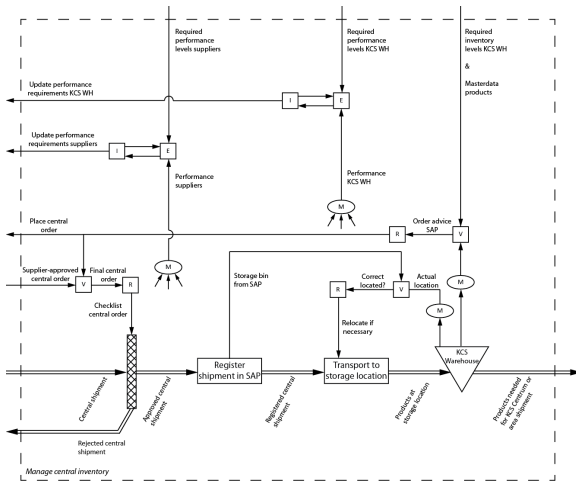 Required
performance
levels suppliers
Required
performance
levels KCS WH
Required
inventory
levels KCS WH
&
Masterdata
products
Update performance
requirements KCS WH
I
E
Update performance
requirements suppliers
I
E
Performance
suppliers
Performance
KCS WH
M
Place central
order
R
Order advice
SAP
V
M
Supplier-approved
central order
V
Final central
order
R
M
Storage bin
from SAP
Correct
located?
R
V
Actual
location
M
Checklist
central order
Relocate if
necessary
Register
shipment in SAP
Transport to
storage location
KCS
Warehouse
Central shipment
Approved central
shipment
Registered central
shipment
Products at
storage location
Products needed
for KCS Centrum or
area shipment
Rejected central
shipment
Manage central inventory